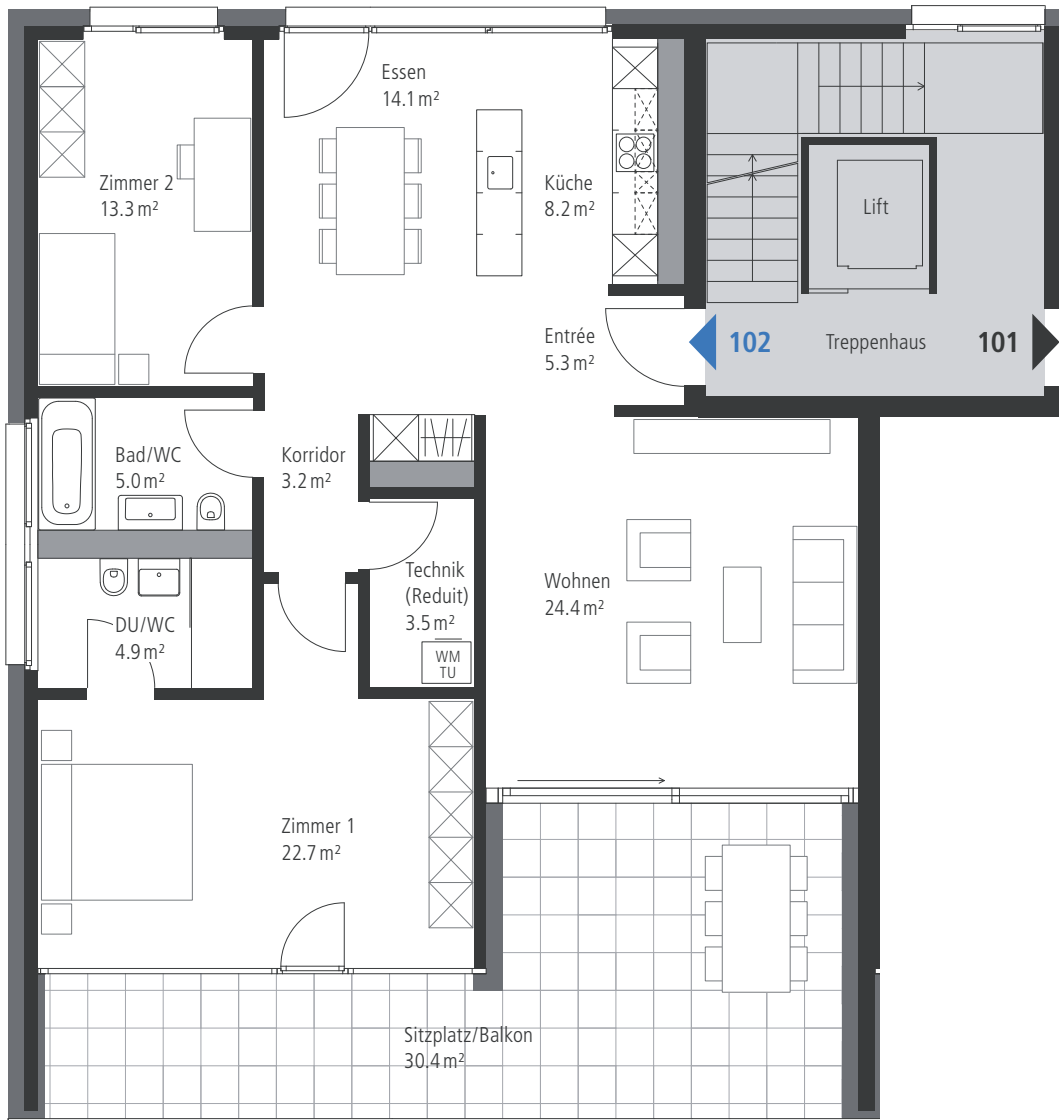 Essen
14.1 m²
Zimmer 2
13.3 m²
Küche
8.2 m²
Lift
Entrée
5.3 m²
102
Treppenhaus
101
Bad/WC
5.0 m²
Korridor
3.2 m²
Technik
(Reduit)
3.5 m²
Wohnen
24.4 m²
DU/WC
4.9 m²
WM
TU
Zimmer 1
22.7 m²
Sitzplatz/Balkon
30.4 m²